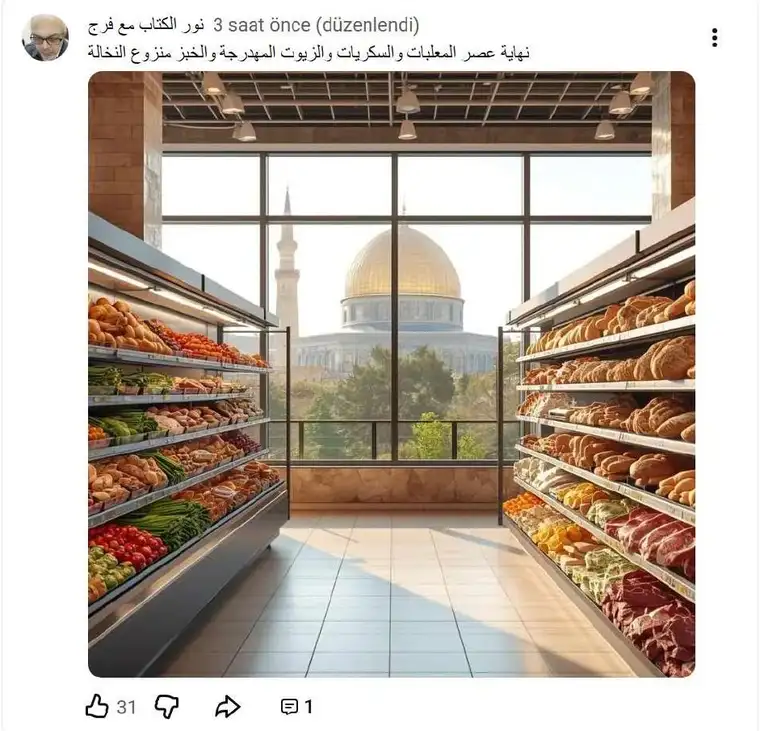 نور الكتاب مع فرج 3 saat önce (düzenlendi)
نهاية عصر المعلبات والسكريات والزيوت المهدرجة والخبز منزوع النخالة
31
1